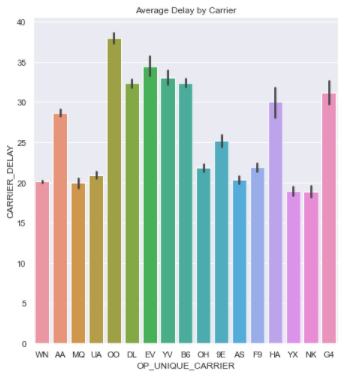 Average Delay by Carrier
40
35
30
25
20
15
10
5
0
CARRIER_DELAY
WN AA MQ UA OO DL EV YV B6 OH 9E AS F9 HA YX NK G4
OP_UNIQUE_CARRIER